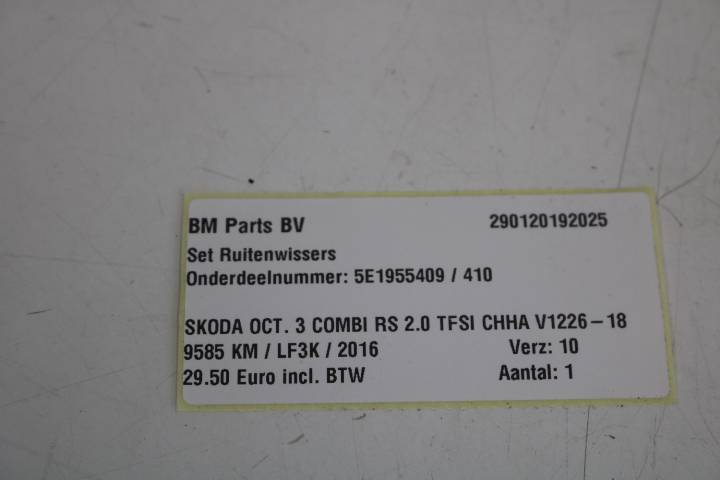 BM Parts BV 290120192025
Set Ruitenwissers
Onderdeelnummer: 5E1955409 / 410
SKODA OCT. 3 COMBI RS 2.0 TFSI CHHA V1226-18
9585 KM / LF3K / 2016 Verz: 10
29.50 Euro incl. BTW Aantal: 1